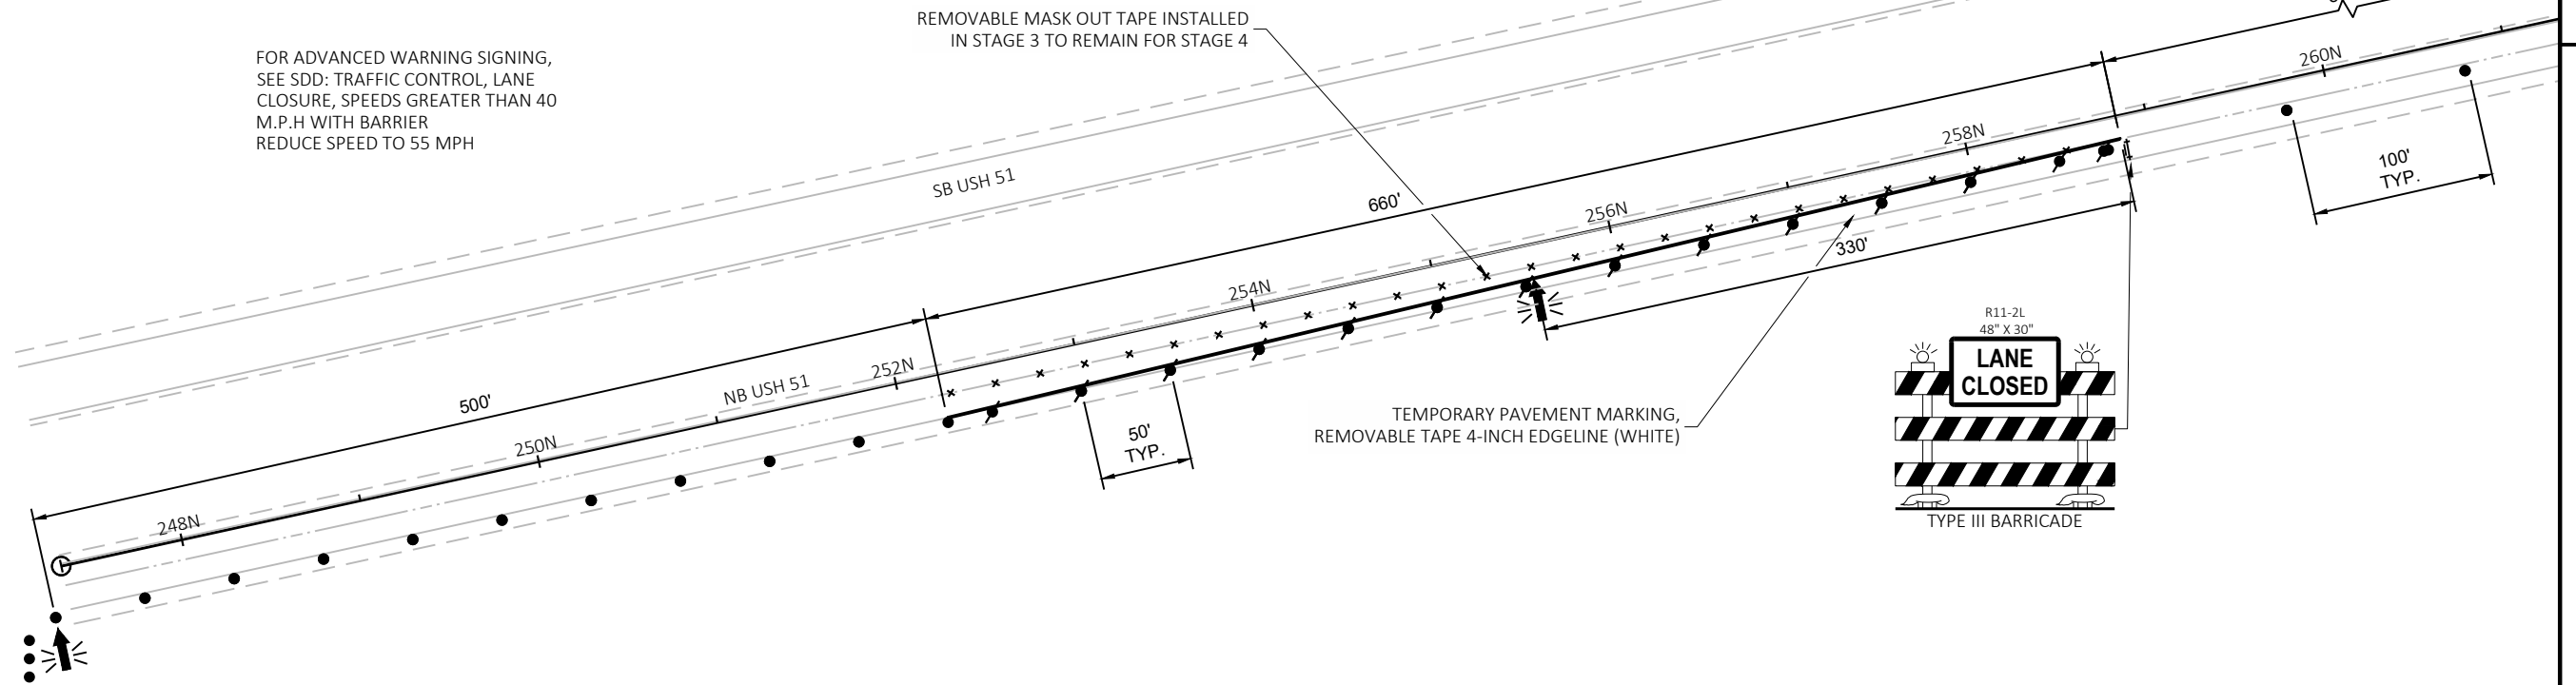 REMOVABLE MASK OUT TAPE INSTALLED
IN STAGE 3 TO REMAIN FOR STAGE 4
FOR ADVANCED WARNING SIGNING,
SEE SDD: TRAFFIC CONTROL, LANE
CLOSURE, SPEEDS GREATER THAN 40
M.P.H WITH BARRIER
REDUCE SPEED TO 55 MPH
SB USH 51
260N
258N
256N
254N
252N
250N
248N
NB USH 51
660'
500'
330'
100'
TYP.
50'
TYP.
TEMPORARY PAVEMENT MARKING,
REMOVABLE TAPE 4-INCH EDGELINE (WHITE)
R11-2L
48" X 30"
LANE
CLOSED
TYPE III BARRICADE